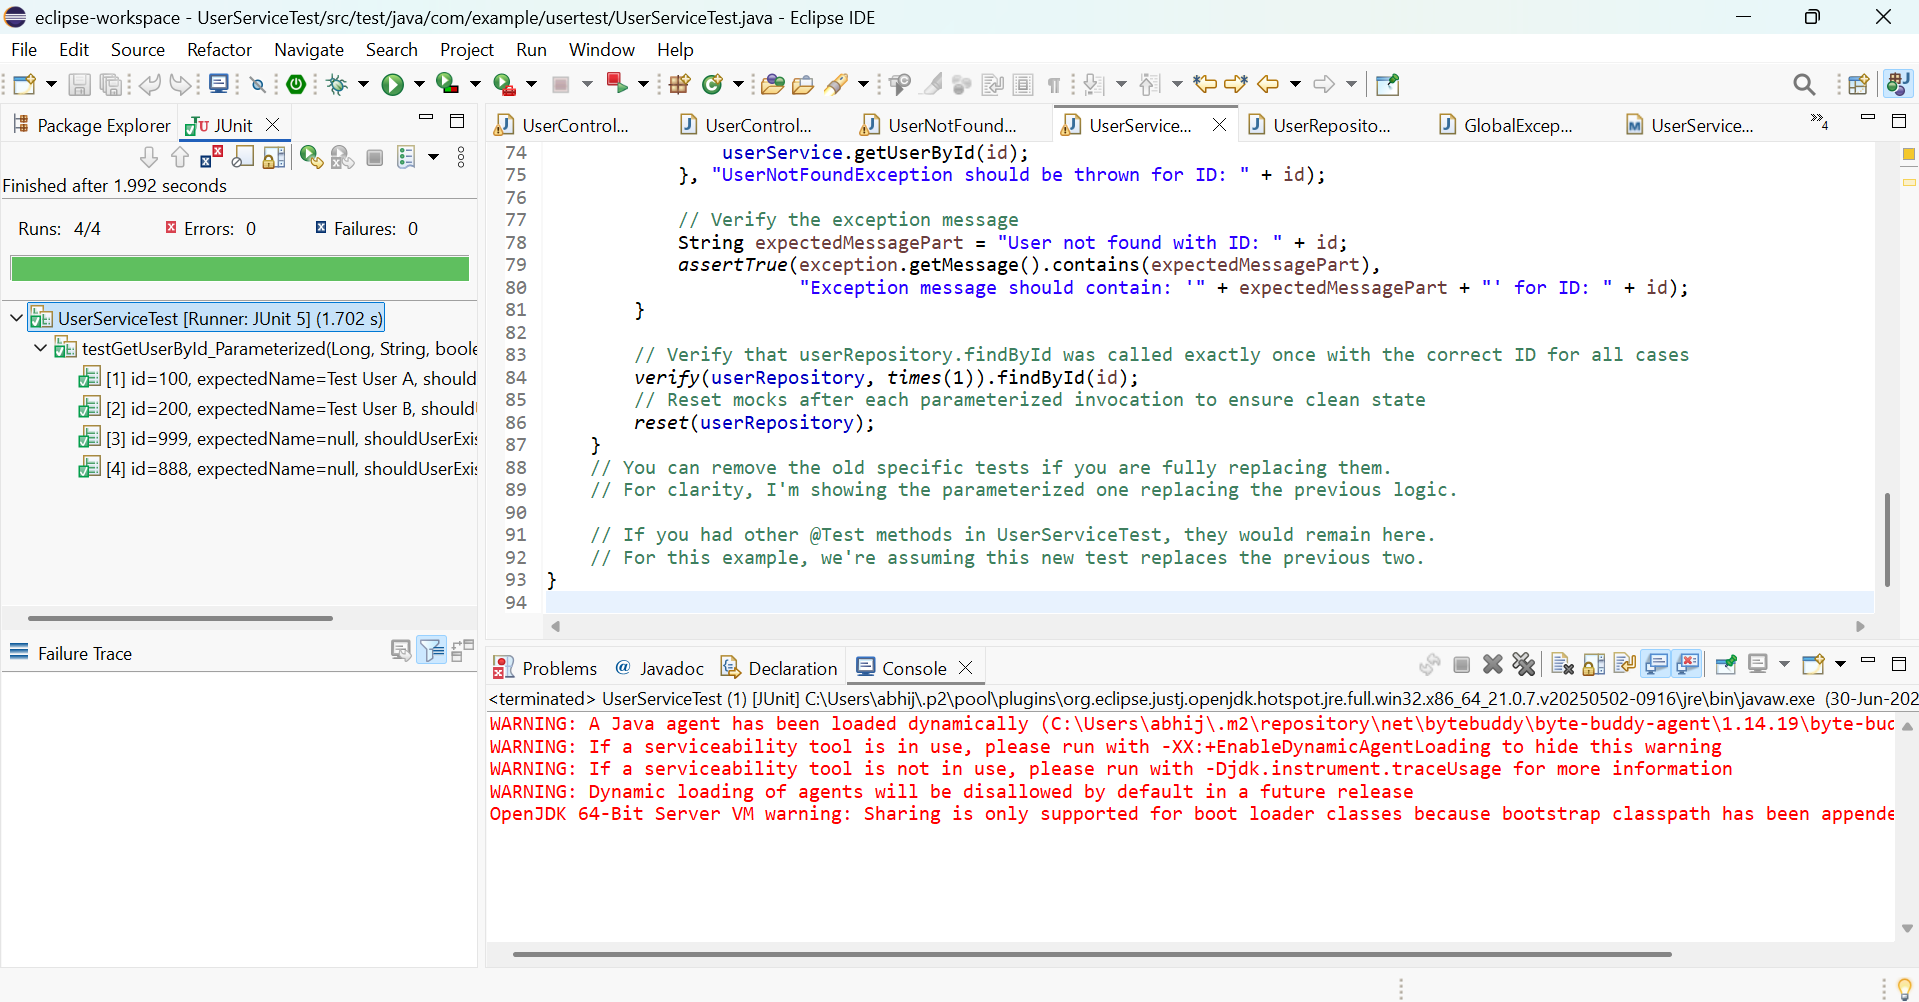 eclipse-workspace - UserServiceTest/src/test/java/com/example/usertest/UserServiceTest.java - Eclipse IDE
File Edit Source Refactor Navigate Search Project Run Window Help
Package Explorer JUnit
Finished after 1.992 seconds
Runs: 4/4 Errors: 0 Failures: 0
UserServiceTest [Runner: JUnit 5] (1.702 s)
testGetUserById_Parameterized(Long, String, boole
[1] id=100, expectedName=Test User A, should
[2] id=200, expectedName=Test User B, should
[3] id=999, expectedName=null, shouldUserExi
[4] id=888, expectedName=null, shouldUserExi
Failure Trace
UserControl... UserControl... UserNotFound... UserService... UserReposito... GlobalExcep... UserService... »4
74 userService.getUserById(id);
75 }, "UserNotFoundException should be thrown for ID: " + id);
76
77 // Verify the exception message
78 String expectedMessagePart = "User not found with ID: " + id;
79 assertTrue(exception.getMessage().contains(expectedMessagePart),
80 "Exception message should contain: '" + expectedMessagePart + "' for ID: " + id);
81 }
82
83 // Verify that userRepository.findById was called exactly once with the correct ID for all cases
84 verify(userRepository, times(1)).findById(id);
85 // Reset mocks after each parameterized invocation to ensure clean state
86 reset(userRepository);
87 }
88 // You can remove the old specific tests if you are fully replacing them.
89 // For clarity, I'm showing the parameterized one replacing the previous logic.
90
91 // If you had other @Test methods in UserServiceTest, they would remain here.
92 // For this example, we're assuming this new test replaces the previous two.
93 }
94
Problems Javadoc Declaration Console
<terminated> UserServiceTest (1) [JUnit] C:\Users\abhij\.p2\pool\plugins\org.eclipse.justj.openjdk.hotspot.jre.full.win32.x86_64_21.0.7.v20250502-0916\jre\bin\javaw.exe (30-Jun-202
WARNING: A Java agent has been loaded dynamically (C:\Users\abhij\.m2\repository\net\bytebuddy\byte-buddy-agent\1.14.19\byte-bud
WARNING: If a serviceability tool is in use, please run with -XX:+EnableDynamicAgentLoading to hide this warning
WARNING: If a serviceability tool is not in use, please run with -Djdk.instrument.traceUsage for more information
WARNING: Dynamic loading of agents will be disallowed by default in a future release
OpenJDK 64-Bit Server VM warning: Sharing is only supported for boot loader classes because bootstrap classpath has been appende